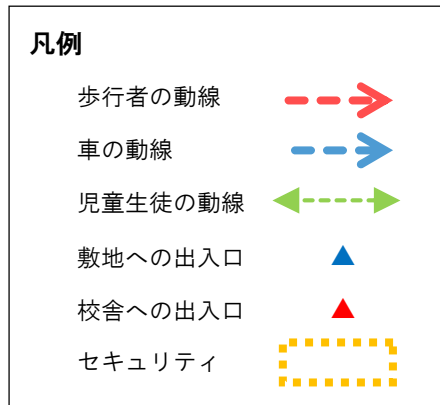 凡例
歩行者の動線
車の動線
児童生徒の動線
敷地への出入口
校舎への出入口
セキュリティ